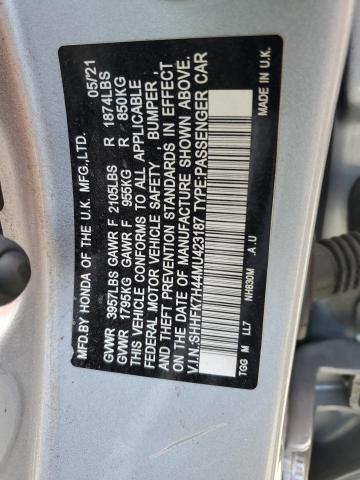 MFD.BY HONDA OF THE U.K. MFG.,LTD. 05/21
GVWR 3957LBS GAWR F 2105LBS R 1874LBS
GVWR 1795KG GAWR F 955KG R 850KG
THIS VEHICLE CONFORMS TO ALL APPLICABLE
FEDERAL MOTOR VEHICLE SAFETY , BUMPER ,
AND THEFT PREVENTION STANDARDS IN EFFECT
ON THE DATE OF MANUFACTURE SHOWN ABOVE.
V.I.N.:SHHFK7H44MU423187 TYPE:PASSENGER CAR
TGG M IL7 NH830M A.U MADE IN U.K.